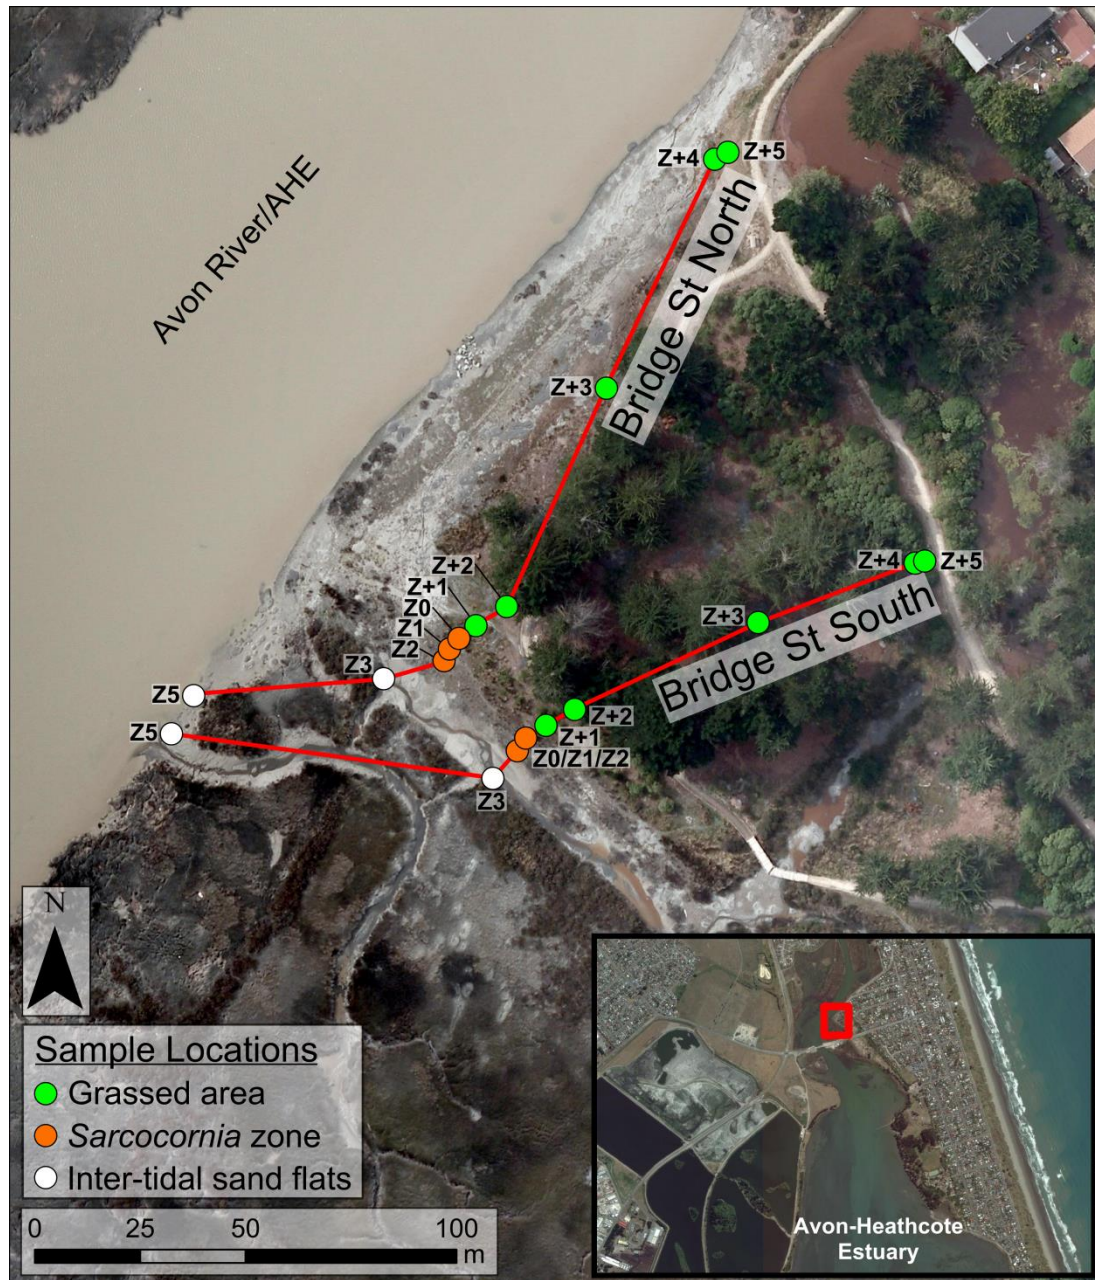 Z+4
Z+5
Avon River/AHE
Bridge St North
Z+3
Z+2
Z+1
Z0
Z1
Z2
Z3
Z5
Z+4
Z+5
Z+3
Bridge St South
Z+2
Z+1
Z0/Z1/Z2
Z5
Z3
N
Sample Locations
Grassed area
Sarcocornia zone
Inter-tidal sand flats
0 25 50 100
m
Avon-Heathcote
Estuary